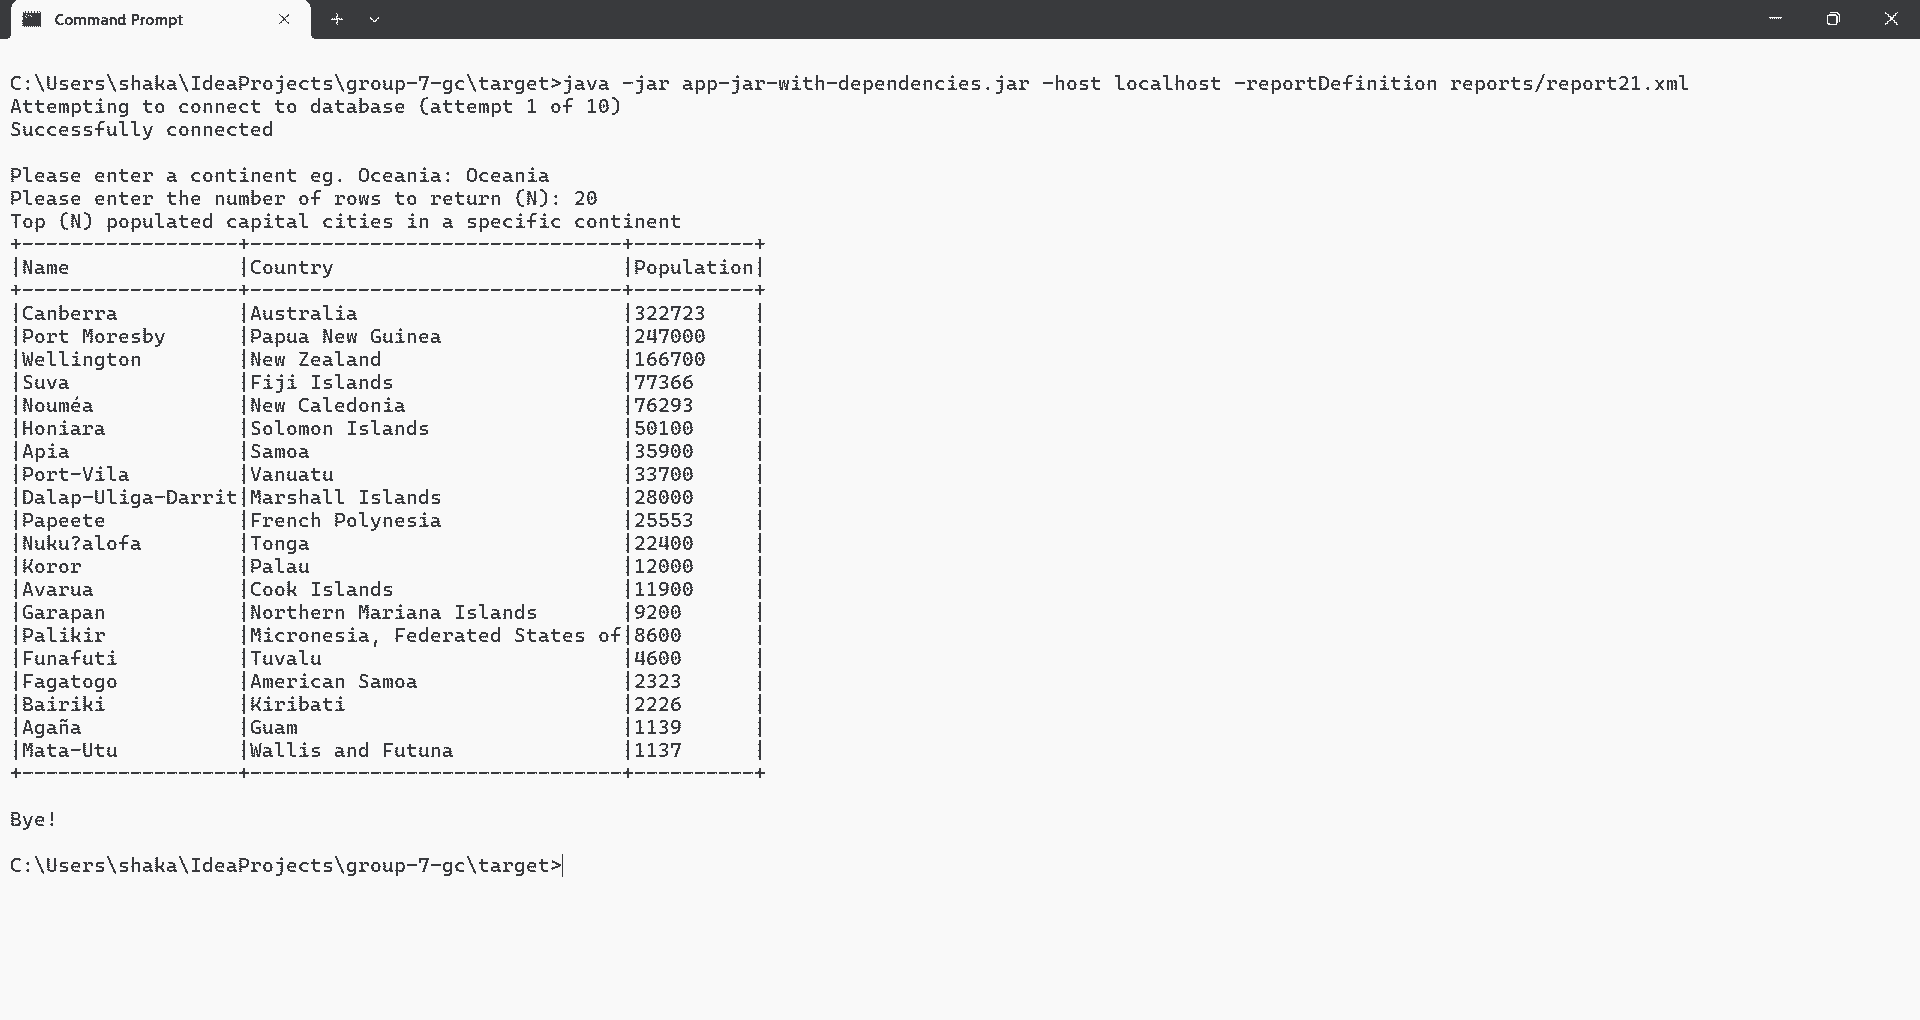 Command Prompt
C:\Users\shaka\IdeaProjects\group-7-gc\target>java -jar app-jar-with-dependencies.jar -host localhost -reportDefinition reports/report21.xml
Attempting to connect to database (attempt 1 of 10)
Successfully connected
Please enter a continent eg. Oceania: Oceania
Please enter the number of rows to return (N): 20
Top (N) populated capital cities in a specific continent
+------------------+-------------------------------+----------+
|Name              |Country                        |Population|
+------------------+-------------------------------+----------+
|Canberra          |Australia                      |322723    |
|Port Moresby      |Papua New Guinea               |247000    |
|Wellington        |New Zealand                    |166700    |
|Suva              |Fiji Islands                   |77366     |
|Nouméa            |New Caledonia                  |76293     |
|Honiara           |Solomon Islands                |50100     |
|Apia              |Samoa                          |35900     |
|Port-Vila         |Vanuatu                        |33700     |
|Dalap-Uliga-Darrit|Marshall Islands               |28000     |
|Papeete           |French Polynesia               |25553     |
|Nuku?alofa        |Tonga                          |22400     |
|Koror             |Palau                          |12000     |
|Avarua            |Cook Islands                   |11900     |
|Garapan           |Northern Mariana Islands       |9200      |
|Palikir           |Micronesia, Federated States of|8600      |
|Funafuti          |Tuvalu                         |4600      |
|Fagatogo          |American Samoa                 |2323      |
|Bairiki           |Kiribati                       |2226      |
|Agaña             |Guam                           |1139      |
|Mata-Utu          |Wallis and Futuna              |1137      |
+------------------+-------------------------------+----------+
Bye!
C:\Users\shaka\IdeaProjects\group-7-gc\target>